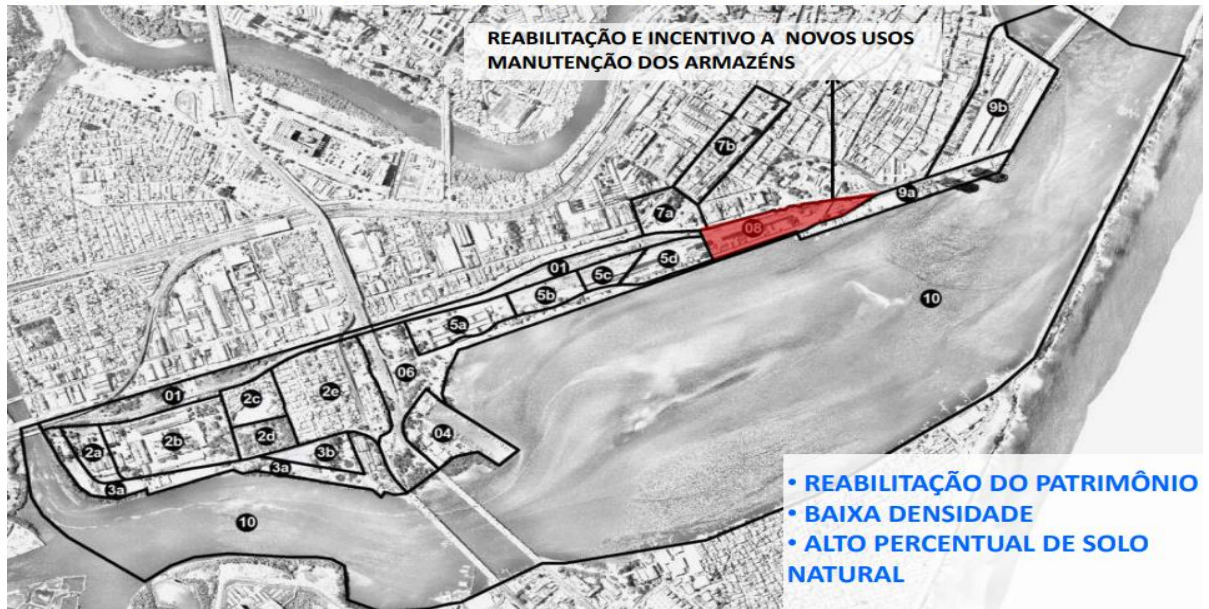 REABILITAÇÃO E INCENTIVO A NOVOS USOS
MANUTENÇÃO DOS ARMAZÉNS
9b
7b
9a
7a
08
01
5d
5c
5b
5a
10
06
01
2c
2e
04
2a
2b
2d
3b
3a
3a
10
• REABILITAÇÃO DO PATRIMÔNIO
• BAIXA DENSIDADE
• ALTO PERCENTUAL DE SOLO
NATURAL